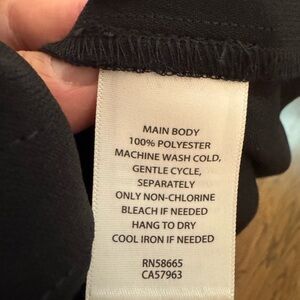 MAIN BODY
100% POLYESTER
MACHINE WASH COLD,
GENTLE CYCLE,
SEPARATELY
ONLY NON-CHLORINE
BLEACH IF NEEDED
HANG TO DRY
COOL IRON IF NEEDED
RN58665
CA57963